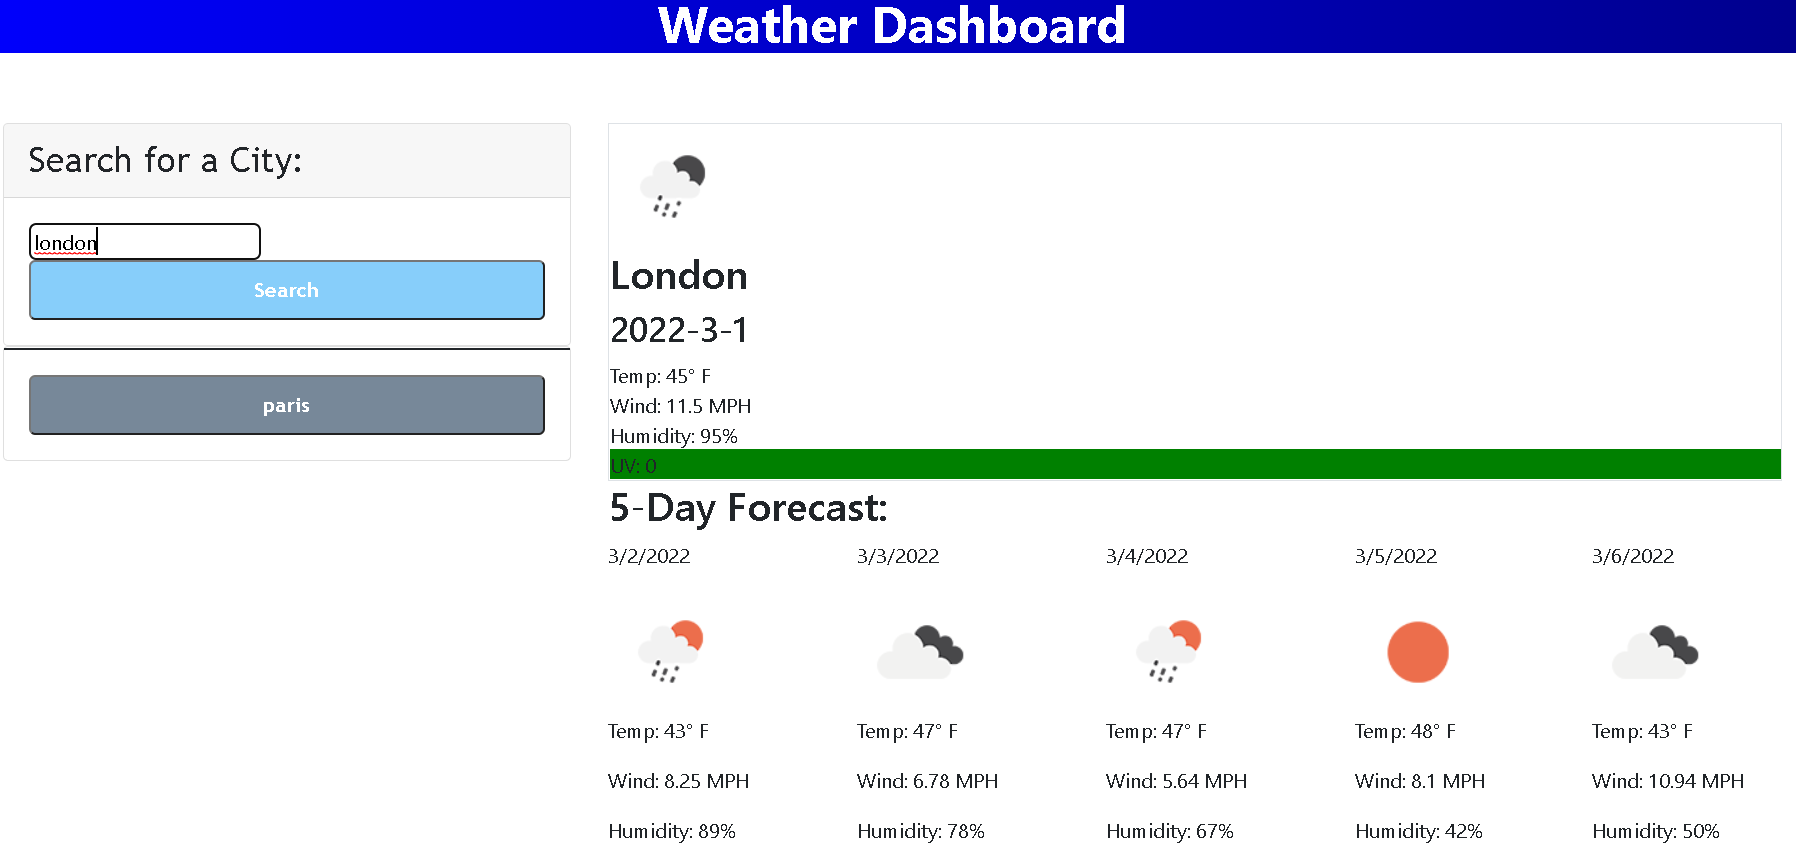 Weather Dashboard
Search for a City:
london
Search
paris
London
2022-3-1
Temp: 45° F
Wind: 11.5 MPH
Humidity: 95%
UV: 0
5-Day Forecast:
3/2/2022 3/3/2022 3/4/2022 3/5/2022 3/6/2022
Temp: 43° F Temp: 47° F Temp: 47° F Temp: 48° F Temp: 43° F
Wind: 8.25 MPH Wind: 6.78 MPH Wind: 5.64 MPH Wind: 8.1 MPH Wind: 10.94 MPH
Humidity: 89% Humidity: 78% Humidity: 67% Humidity: 42% Humidity: 50%